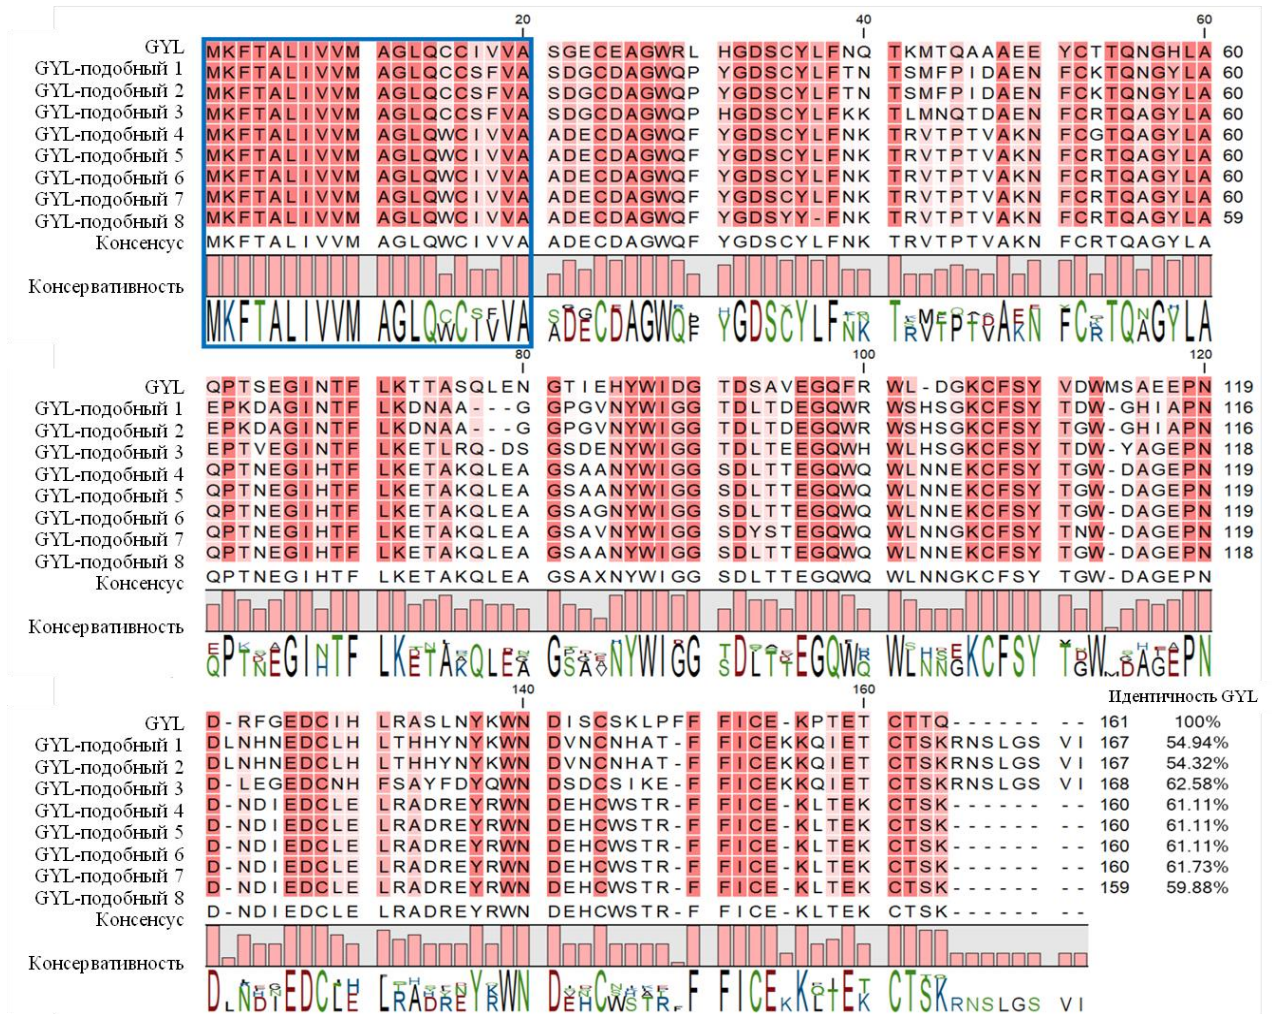 20 40 60
GYL MKFTALIVVM AGLQCCIVVA SGECEAGWRL HGDSCYLFNQ TKMTQAAAEE YCTTQNGHLA 60
GYL-подобный 1 MKFTALIVVM AGLQCCSFVA SDGCDAGWQP YGDSCYLFTN TSMFPIDAEN FCKTQNGYLA 60
GYL-подобный 2 MKFTALIVVM AGLQCCSFVA SDGCDAGWQP YGDSCYLFTN TSMFPIDAEN FCKTQNGYLA 60
GYL-подобный 3 MKFTALIVVM AGLQCCSFVA SDGCDAGWQP HGDSCYLFKK TLMNQTDAEN FCKTQNGYLA 60
GYL-подобный 4 MKFTALIVVM AGLQWCIVVA ADECDAGWQF YGDSCYLFNK TRVTPTVAKN FCGTQAGYLA 60
GYL-подобный 5 MKFTALIVVM AGLQWCIVVA ADECDAGWQF YGDSCYLFNK TRVTPTVAKN FCRTQAGYLA 60
GYL-подобный 6 MKFTALIVVM AGLQWCIVVA ADECDAGWQF YGDSCYLFNK TRVTPTVAKN FCRTQAGYLA 60
GYL-подобный 7 MKFTALIVVM AGLQWCIVVA ADECDAGWQF YGDSCYLFNK TRVTPTVAKN FCRTQAGYLA 60
GYL-подобный 8 MKFTALIVVM AGLQWCIVVA ADECDAGWQF YGDSYY-FNK TRVTPTVAKN FCRTQAGYLA 59
Консенсус MKFTALIVVM AGLQWCIVVA ADECDAGWQF YGDSCYLFNK TRVTPTVAKN FCRTQAGYLA
Консервативность
80 100 120
GYL QPTSEGINTF LKTTASQLEN GTIEHYWIDG TDSAVEGQFR WL-DGKCFSY VDWMSAEEPN 119
GYL-подобный 1 EPKDAGINTF LKDNAA---G GPGVNYWIGG TDLTDEGQWR WSHSGKCFSY TDW-GHIAPN 116
GYL-подобный 2 EPKDAGINTF LKDNAA---G GPGVNYWIGG TDLTDEGQWR WSHSGKCFSY TGW-GHIAPN 116
GYL-подобный 3 EPTVEGINTF LKETLRQ-DS GSDENYWIGG TDLTTEGQWH WLHSGKCFSY TDW-YAGEPN 118
GYL-подобный 4 QPTNEGIHTF LKETAKQLEA GSAANYWIGG SDLTTEGQWQ WLNNEKCFSY TGW-DAGEPN 119
GYL-подобный 5 QPTNEGIHTF LKETAKQLEA GSAANYWIGG SDLTTEGQWQ WLNNEKCFSY TGW-DAGEPN 119
GYL-подобный 6 QPTNEGIHTF LKETAKQLEA GSAGNYWIGG SDLTTEGQWQ WLNNEKCFSY TGW-DAGEPN 119
GYL-подобный 7 QPTNEGIHTF LKETAKQLEA GSAVNYWIGG SDYSTEGQWQ WLNNGKCFSY TNW-DAGEPN 119
GYL-подобный 8 QPTNEGIHTF LKETAKQLEA GSAANYWIGG SDLTTEGQWQ WLNNEKCFSY TGW-DAGEPN 118
Консенсус QPTNEGIHTF LKETAKQLEA GSAXNYWIGG SDLTTEGQWQ WLNNGKCFSY TGW-DAGEPN
Консервативность
140 160 Идентичность GYL
GYL D-RFGEDCIH LRASLNYKWN DISCSKLPFF FICE-KPTET CTTQ------ -- 161 100%
GYL-подобный 1 DLNHNEDCLH LTHHYNYKWN DVNCNHAT-F FICEKKQIET CTSKRNSLGS VI 167 54.94%
GYL-подобный 2 DLNHNEDCLH LTHHYNYKWN DVNCNHAT-F FICEKKQIET CTSKRNSLGS VI 167 54.32%
GYL-подобный 3 D-LEGEDCNH FSAYFDYQWN DSDCSIKE-F FICEKKQIET CTSKRNSLGS VI 168 62.58%
GYL-подобный 4 D-NDIEDCLE LRADREYRWN DEHCWSTR-F FICE-KLTEK CTSK------ -- 160 61.11%
GYL-подобный 5 D-NDIEDCLE LRADREYRWN DEHCWSTR-F FICE-KLTEK CTSK------ -- 160 61.11%
GYL-подобный 6 D-NDIEDCLE LRADREYRWN DEHCWSTR-F FICE-KLTEK CTSK------ -- 160 61.11%
GYL-подобный 7 D-NDIEDCLE LRADREYRWN DEHCWSTR-F FICE-KLTEK CTSK------ -- 160 61.73%
GYL-подобный 8 D-NDIEDCLE LRADREYRWN DEHCWSTR-F FICE-KLTEK CTSK------ -- 159 59.88%
Консенсус D-NDIEDCLE LRADREYRWN DEHCWSTR-F FICE-KLTEK CTSK------ --
Консервативность